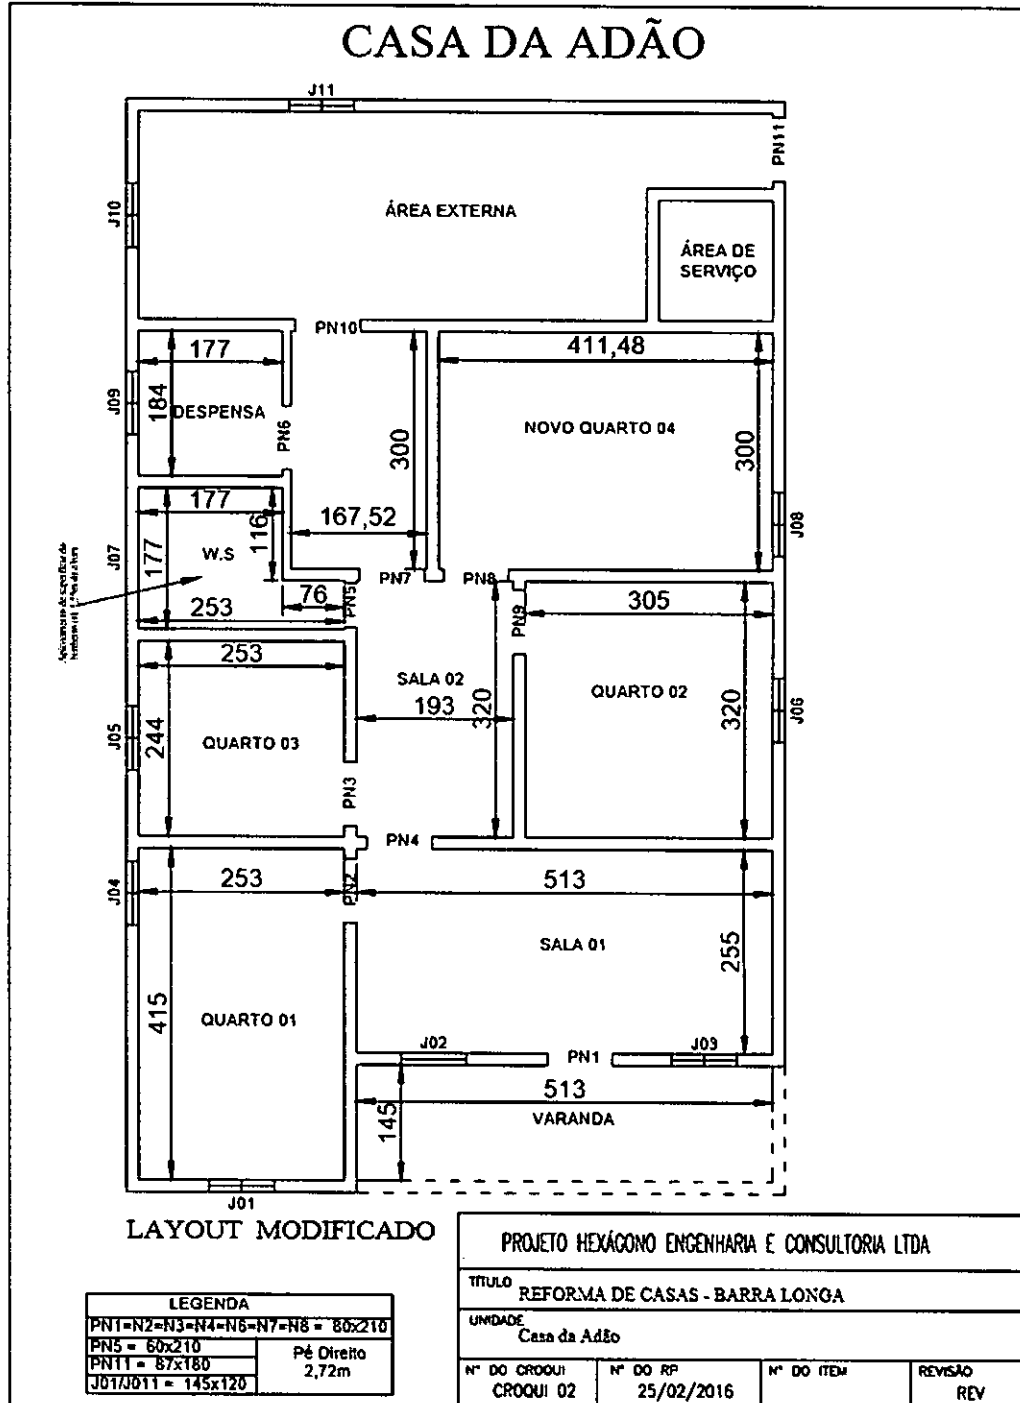 CASA DA ADÃO
J11
PN11
J10
ÁREA EXTERNA
ÁREA DE
SERVIÇO
PN10
177
411,48
J09
184
DESPENSA
PN6
300
NOVO QUARTO 04
300
177
116
167,52
J08
J07
177
W.S
PN7
PN8
76
PN5
PN9
305
253
253
SALA 02
193
320
QUARTO 02
320
J06
J05
244
QUARTO 03
PN3
PN4
J04
253
PN2
513
SALA 01
255
415
QUARTO 01
J02
PN1
J03
513
145
VARANDA
J01
LAYOUT MODIFICADO
LEGENDA
PN1=N2=N3=N4=N6=N7=N8 = 80x210
PN5 = 60x210
PN11 = 87x180
J01/J011 = 145x120
Pé Direito
2,72m
PROJETO HEXÁGONO ENGENHARIA E CONSULTORIA LTDA
TÍTULO
REFORMA DE CASAS - BARRA LONGA
UNIDADE
Casa da Adão
N° DO CROQUI
CROQUI 02
N° DO RP
25/02/2016
N° DO ITEM
REVISÃO
REV